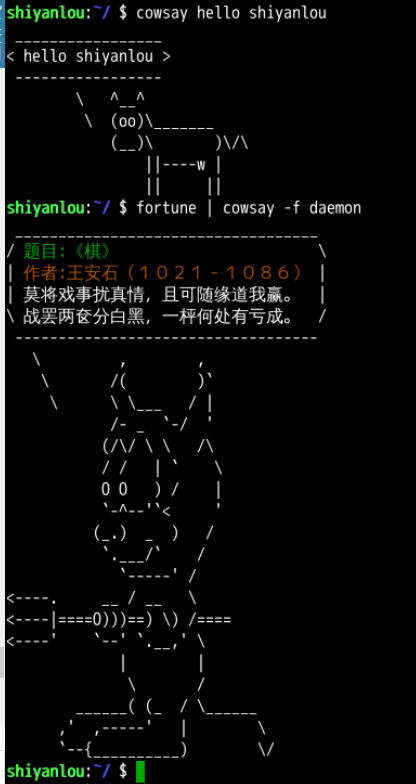 shiyanlou:~/ $ cowsay hello shiyanlou
 _________________
< hello shiyanlou >
 -----------------
        \   ^__^
         \  (oo)\_______
            (__)\       )\/\
                ||----w |
                ||     ||
shiyanlou:~/ $ fortune | cowsay -f daemon
 __________________________________
/ 题目:《棋》                      \
| 作者:王安石（１０２１－１０８６） |
| 莫将戏事扰真情，且可随缘道我赢。  |
\ 战罢两奁分白黑，一枰何处有亏成。  /
 ----------------------------------
   \         ,        ,
    \       /(        )`
     \      \ \___   / |
            /- _  `-/  '
           (/\/ \ \   /\
           / /   | `    \
           O O   ) /    |
           `-^--'`<     '
          (_.)  _  )   /
           `.___/`    /
             `-----' /
<----.     __ / __   \
<----|====O)))==) \) /====
<----'    `--' `.__,' \
             |        |
              \       /
        ______( (_  / \______
      ,'  ,-----'   |        \
      `--{__________)        \/
shiyanlou:~/ $